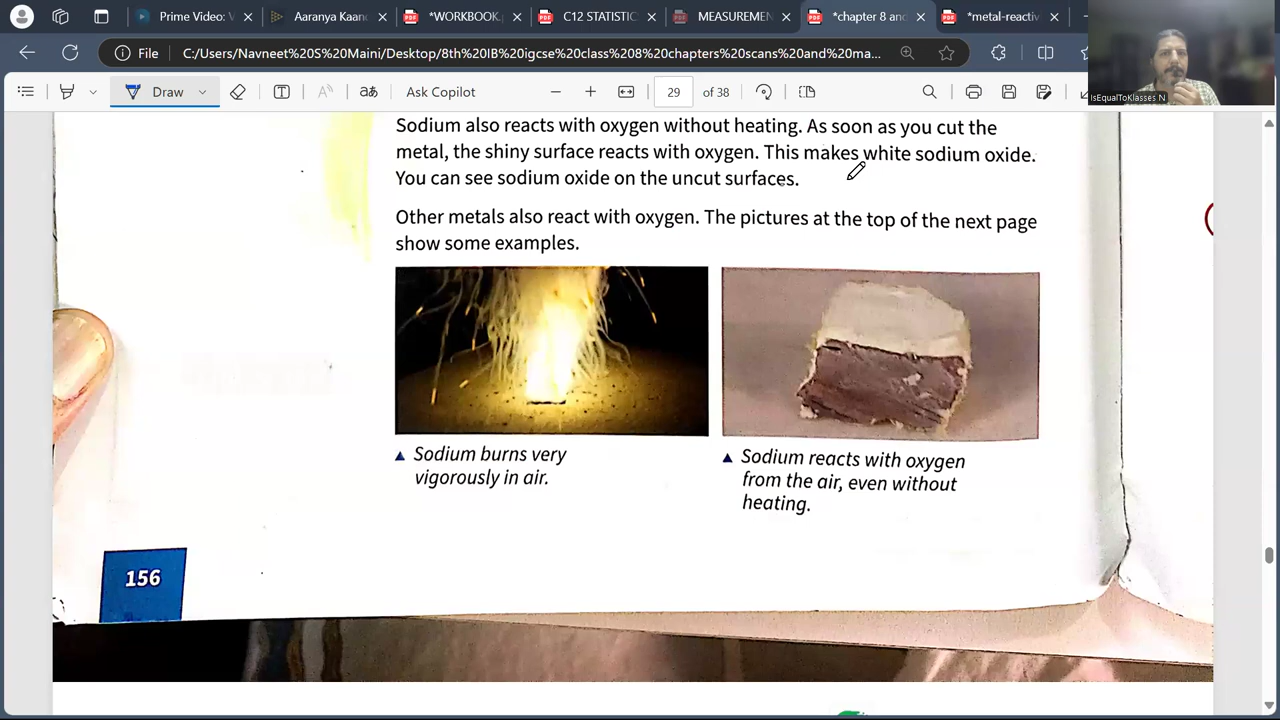 Prime Video: V
Aaranya Kaand
*WORKBOOK.
C12 STATISTIC
MEASUREMEN
*chapter 8 and
*metal-reactiv
File
C:/Users/Navneet%20S%20Maini/Desktop/8th%20IB%20igcse%20class%208%20chapters%20scans%20and%20ma...
Draw
aあ
Ask Copilot
29 of 38
IsEqualToKlasses N
Sodium also reacts with oxygen without heating. As soon as you cut the
metal, the shiny surface reacts with oxygen. This makes white sodium oxide.
You can see sodium oxide on the uncut surfaces.
Other metals also react with oxygen. The pictures at the top of the next page
show some examples.
Sodium burns very
vigorously in air.
Sodium reacts with oxygen
from the air, even without
heating.
156